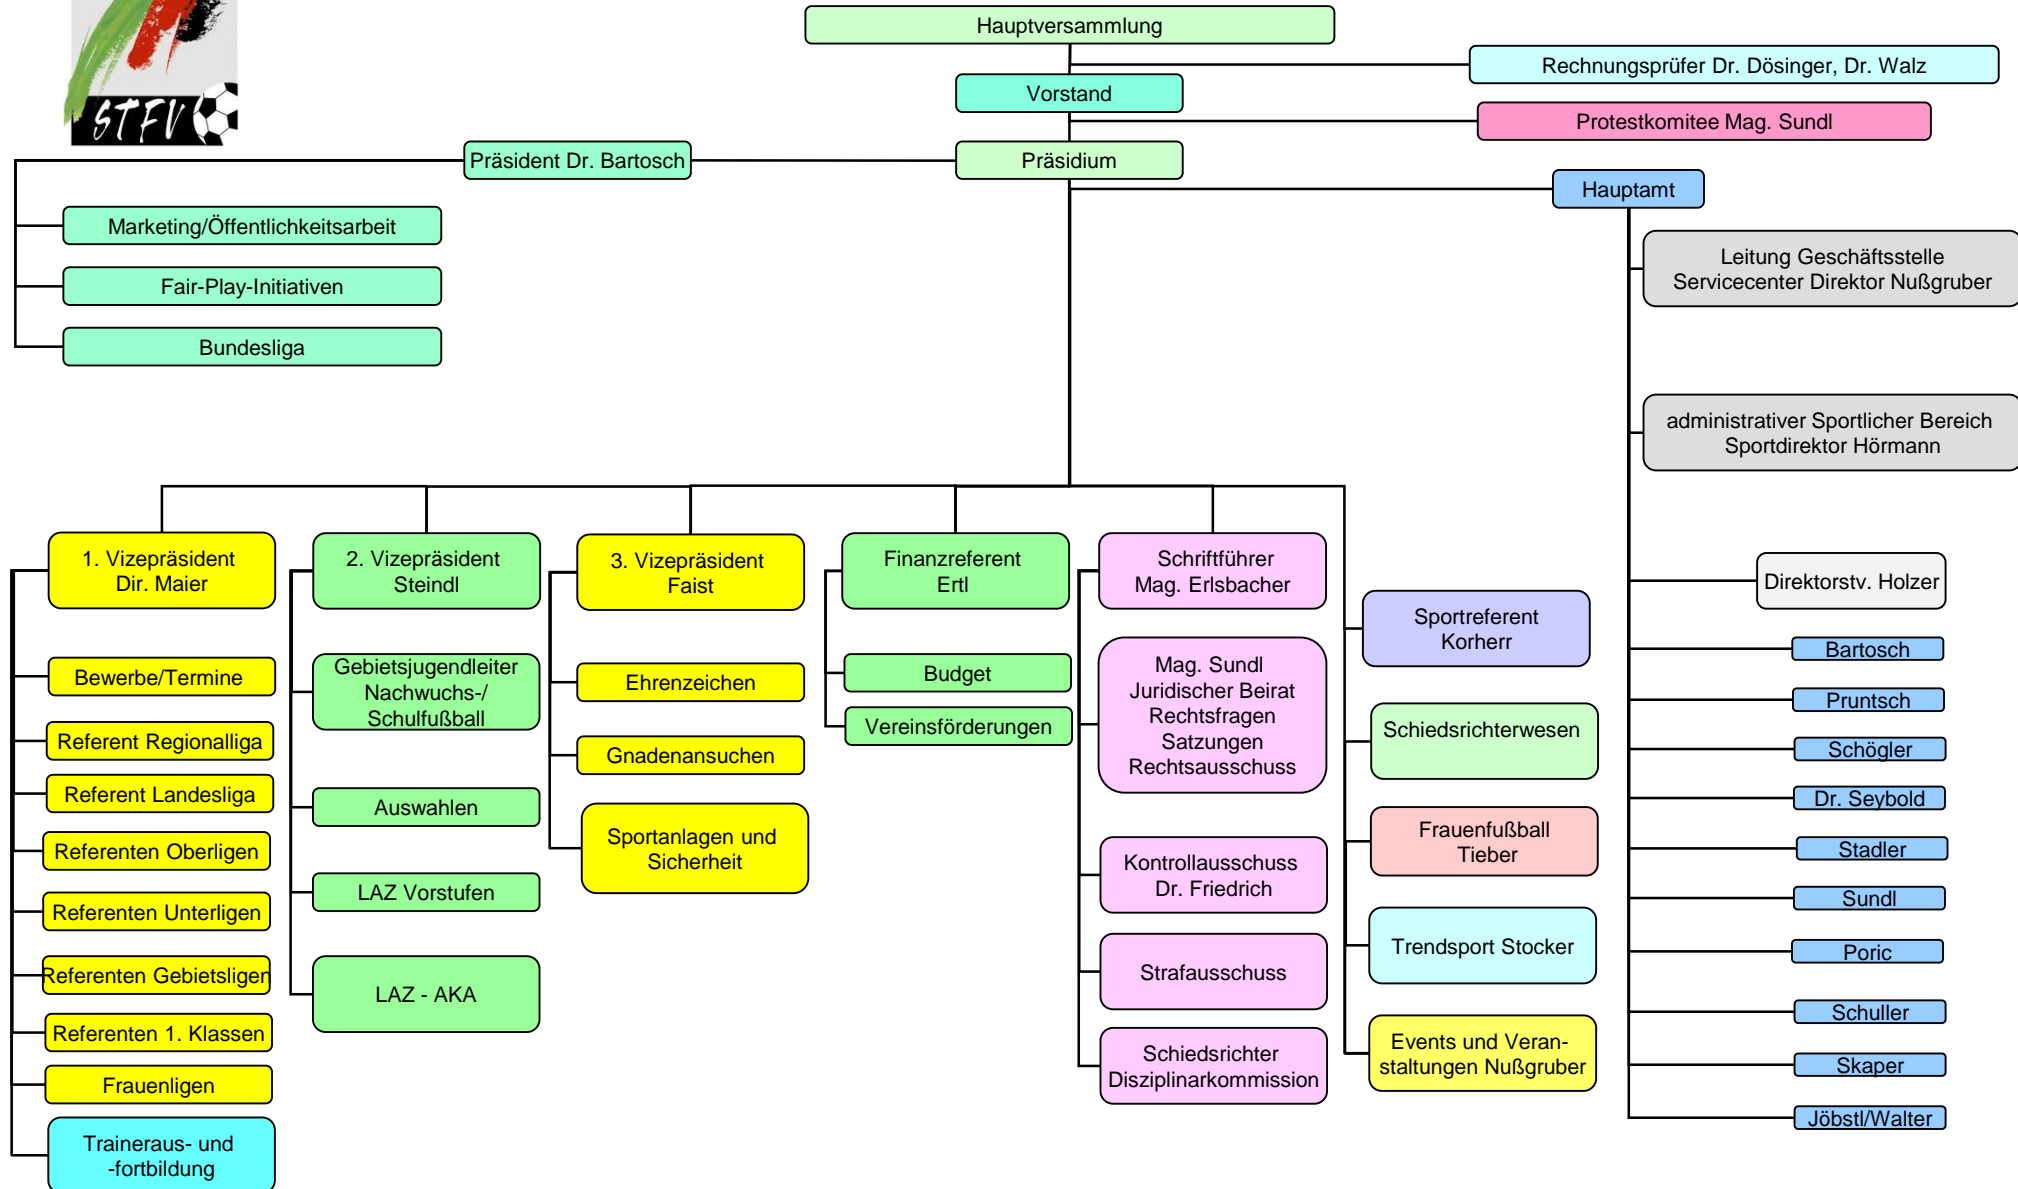 STFV
Hauptversammlung
Rechnungsprüfer Dr. Dösinger, Dr. Walz
Vorstand
Protestkomitee Mag. Sundl
Präsident Dr. Bartosch
Präsidium
Hauptamt
Marketing/Öffentlichkeitsarbeit
Fair-Play-Initiativen
Bundesliga
Leitung Geschäftsstelle
Servicecenter Direktor Nußgruber
administrativer Sportlicher Bereich
Sportdirektor Hörmann
1. Vizepräsident
Dir. Maier
Bewerbe/Termine
Referent Regionalliga
Referent Landesliga
Referenten Oberligen
Referenten Unterligen
Referenten Gebietsligen
Referenten 1. Klassen
Frauenligen
Traineraus- und
-fortbildung
2. Vizepräsident
Steindl
Gebietsjugendleiter
Nachwuchs-/
Schulfußball
Auswahlen
LAZ Vorstufen
LAZ - AKA
3. Vizepräsident
Faist
Ehrenzeichen
Gnadenansuchen
Sportanlagen und
Sicherheit
Finanzreferent
Ertl
Budget
Vereinsförderungen
Schriftführer
Mag. Erlsbacher
Mag. Sundl
Juridischer Beirat
Rechtsfragen
Satzungen
Rechtsausschuss
Kontrollausschuss
Dr. Friedrich
Strafausschuss
Schiedsrichter
Disziplinarkommission
Sportreferent
Korherr
Schiedsrichterwesen
Frauenfußball
Tieber
Trendsport Stocker
Events und Veran-
staltungen Nußgruber
Direktorstv. Holzer
Bartosch
Pruntsch
Schögler
Dr. Seybold
Stadler
Sundl
Poric
Schuller
Skaper
Jöbstl/Walter